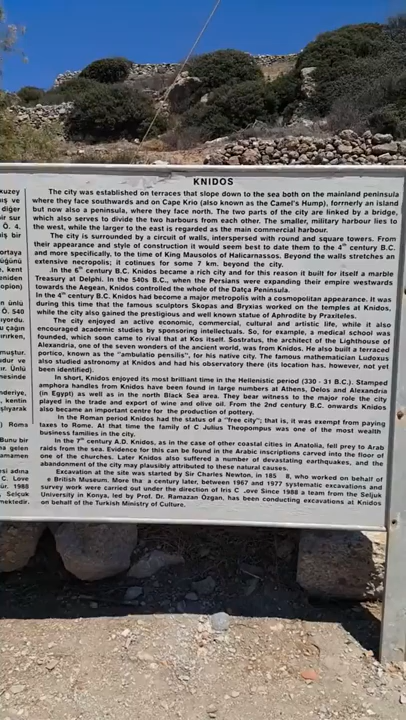 KNIDOS
The city was established on terraces that slope down to the sea both on the mainland peninsula
where they face southwards and on Cape Krio (also known as the Camel's Hump), formerly an island
but now also a peninsula, where they face north. The two parts of the city are linked by a bridge,
which also serves to divide the two harbours from each other. The smaller, military harbour lies to
the west, while the larger to the east is regarded as the main commercial harbour.
The city is surrounded by a circuit of walls, interspersed with round and square towers. From
their appearance and style of construction it would seem best to date them to the 4th century B.C.
and more specifically, to the time of King Mausolos of Halicarnassos. Beyond the walls stretches an
extensive necropolis; it continues for some 7 km. beyond the city.
In the 6th century B.C. Knidos became a rich city and for this reason it built for itself a marble
Treasury at Delphi. In the 540s B.C., when the Persians were expanding their empire westwards
towards the Aegean, Knidos controlled the whole of the Datça Peninsula.
In the 4th century B.C. Knidos had become a major metropolis with a cosmopolitan appearance. It was
during this time that the famous sculptors Skopas and Bryaxis worked on the temples at Knidos,
while the city also gained the prestigious and well known statue of Aphrodite by Praxiteles.
The city enjoyed an active economic, commercial, cultural and artistic life, while it also
encouraged academic studies by sponsoring intellectuals. So, for example, a medical school was
founded, which soon came to rival that at Kos itself. Sostratus, the architect of the Lighthouse of
Alexandria, one of the seven wonders of the ancient world, was from Knidos. He also built a terraced
portico, known as the "ambulatio pensilis", for his native city. The famous mathematician Ludoxus
also studied astronomy at Knidos and had his observatory there (its location has, however, not yet
been identified).
In short, Knidos enjoyed its most brilliant time in the Hellenistic period (330 - 31 B.C.). Stamped
amphora handles from Knidos have been found in large numbers at Athens, Delos and Alexandria
(in Egypt) as well as in the north Black Sea area. They bear witness to the major role the city
played in the trade and export of wine and olive oil. From the 2nd century B.C. onwards Knidos
also became an important centre for the production of pottery.
In the Roman period Knidos had the status of a "free city"; that is, it was exempt from paying
taxes to Rome. At that time the family of C Julius Theopompus was one of the most wealth
business families in the city.
In the 7th century A.D. Knidos, as in the case of other coastal cities in Anatolia, fell prey to Arab
raids from the sea. Evidence for this can be found in the Arabic inscriptions carved into the floor of
one of the churches. Later Knidos also suffered a number of devastating earthquakes, and the
abandonment of the city may plausibly attributed to these natural causes.
Excavation at the site was started by Sir Charles Newton, in 185 8, who worked on behalf of
e British Museum. More tha a century later, between 1967 and 1977 systematic excavations and
survey work were carried out under the direction of Iris C .ove Since 1988 a team from the Seljuk
University in Konya, led by Prof. Dr. Ramazan Özgan, has been conducting excavations at Knidos
on behalf of the Turkish Ministry of Culture.